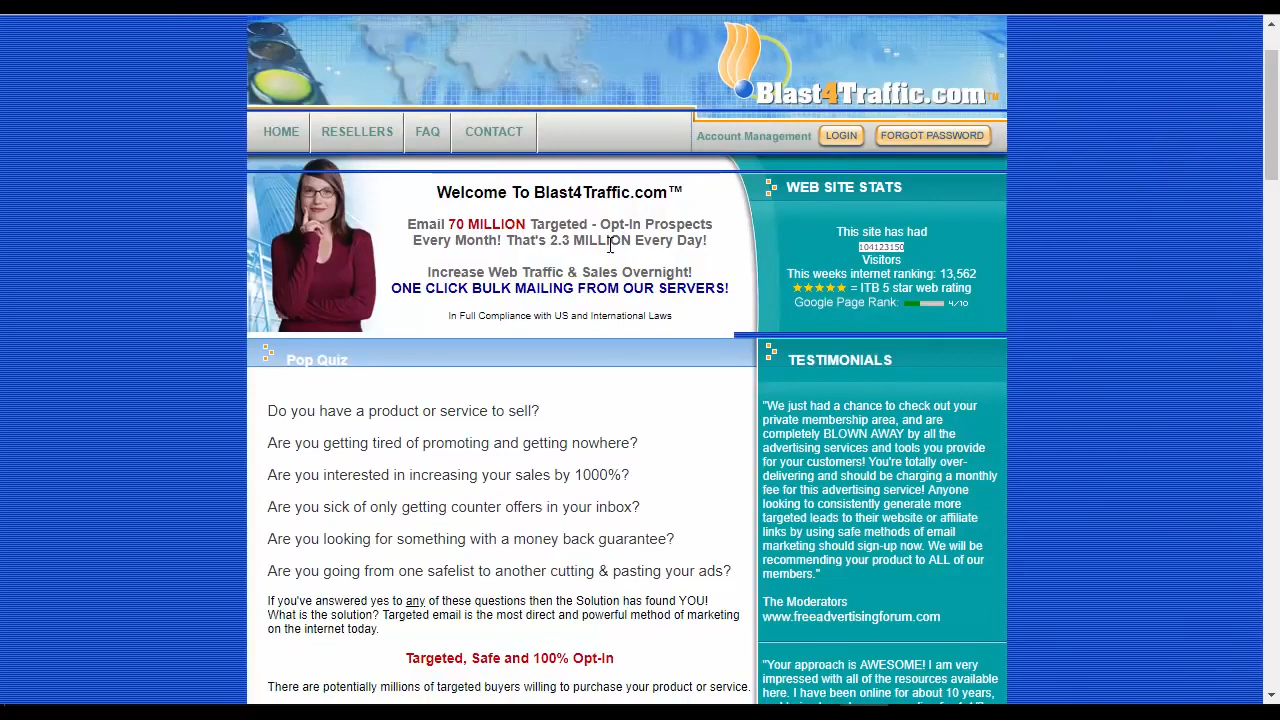 Blast4Traffic.com™
HOME
RESELLERS
FAQ
CONTACT
Account Management
LOGIN
FORGOT PASSWORD
Welcome To Blast4Traffic.com™
Email 70 MILLION Targeted - Opt-In Prospects
Every Month! That's 2.3 MILLION Every Day!
Increase Web Traffic & Sales Overnight!
ONE CLICK BULK MAILING FROM OUR SERVERS!
In Full Compliance with US and International Laws
WEB SITE STATS
This site has had
104123150
Visitors
This weeks internet ranking: 13,562
= ITB 5 star web rating
Google Page Rank: 4/10
Pop Quiz
Do you have a product or service to sell?
Are you getting tired of promoting and getting nowhere?
Are you interested in increasing your sales by 1000%?
Are you sick of only getting counter offers in your inbox?
Are you looking for something with a money back guarantee?
Are you going from one safelist to another cutting & pasting your ads?
If you've answered yes to any of these questions then the Solution has found YOU!
What is the solution? Targeted email is the most direct and powerful method of marketing
on the internet today.
Targeted, Safe and 100% Opt-In
There are potentially millions of targeted buyers willing to purchase your product or service.
TESTIMONIALS
"We just had a chance to check out your
private membership area, and are
completely BLOWN AWAY by all the
advertising services and tools you provide
for your customers! You're totally over-
delivering and should be charging a monthly
fee for this advertising service! Anyone
looking to consistently generate more
targeted leads to their website or affiliate
links by using safe methods of email
marketing should sign-up now. We will be
recommending your product to ALL of our
members."
The Moderators
www.freeadvertisingforum.com
"Your approach is AWESOME! I am very
impressed with all of the resources available
here. I have been online for about 10 years,